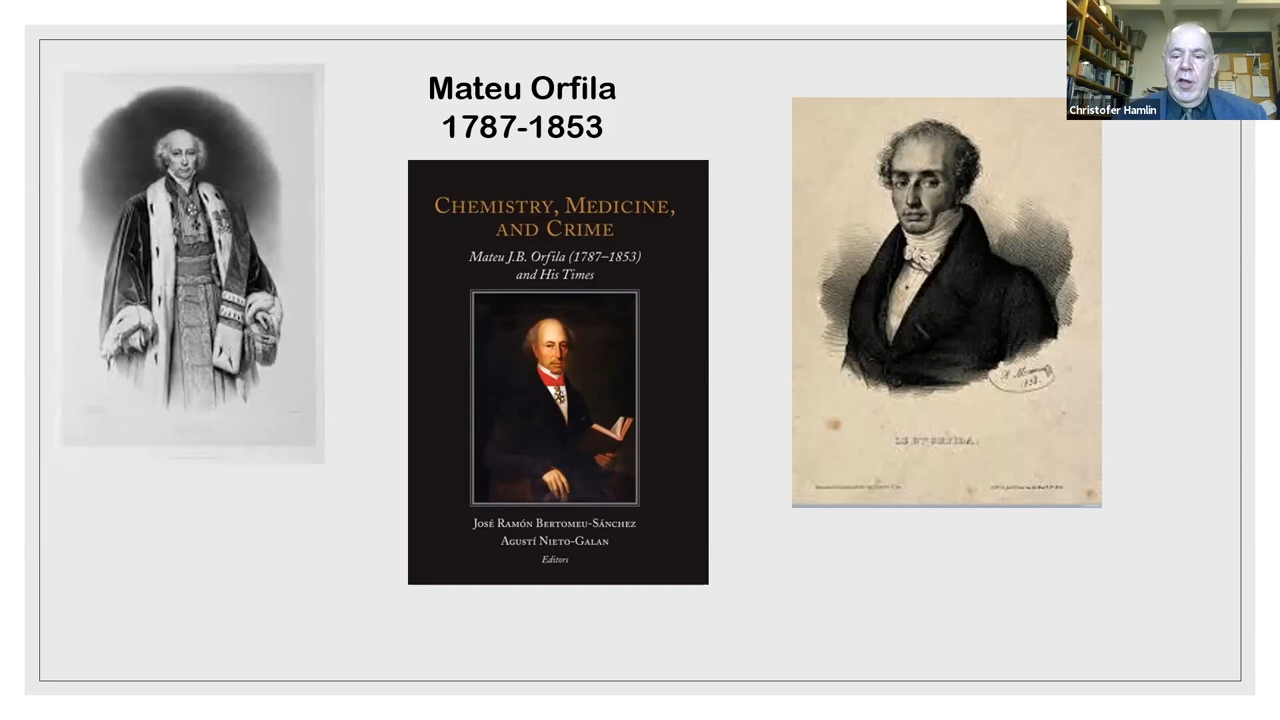 Mateu Orfila
1787-1853
CHEMISTRY, MEDICINE,
AND CRIME
Mateu J.B. Orfila (1787–1853)
and His Times
JOSÉ RAMÓN BERTOMEU-SÁNCHEZ
AGUSTÍ NIETO-GALAN
Editors
Christofer Hamlin
ORFILA.